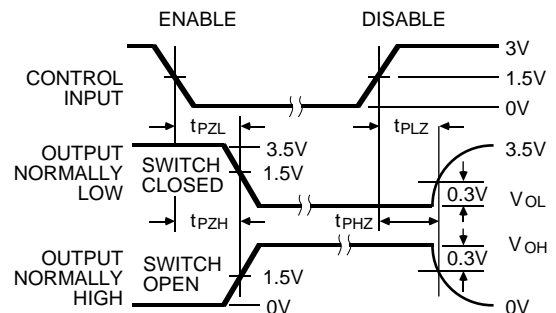 ENABLE DISABLE
3V
CONTROL INPUT 1.5V
0V
tPZL tPLZ
OUTPUT NORMALLY LOW
SWITCH CLOSED
3.5V
1.5V
3.5V
0.3V VOL
tPZH tPHZ
OUTPUT NORMALLY HIGH
SWITCH OPEN
1.5V
0V
0.3V VOH
0V